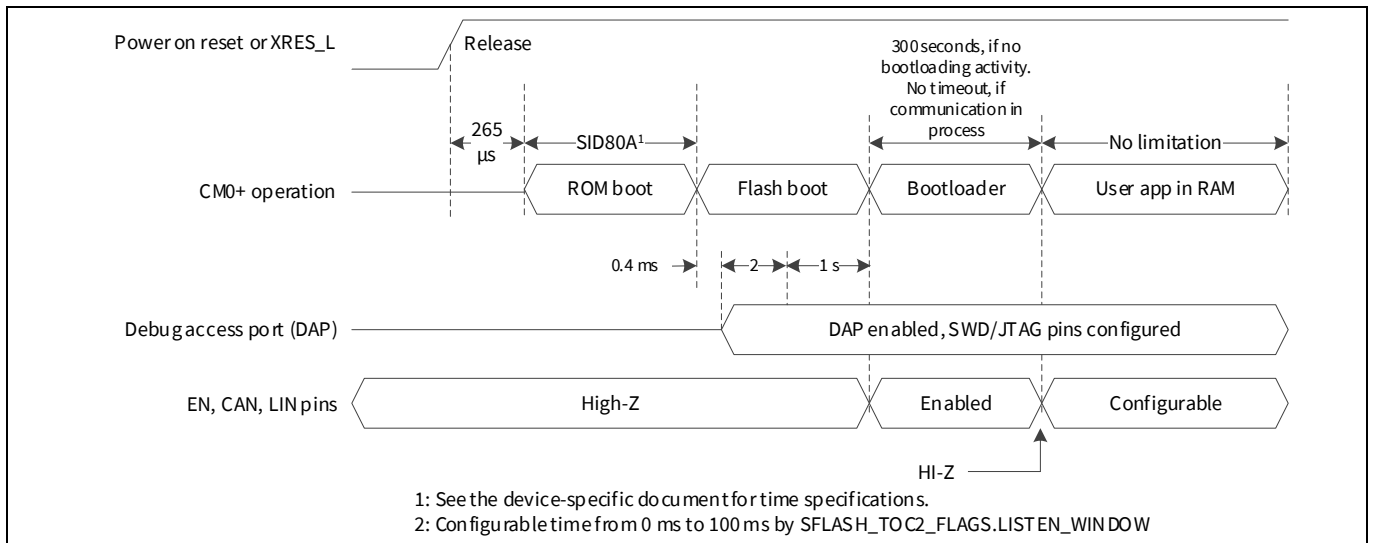 Power on reset or XRES_L
Release
300 seconds, if no
bootloading activity.
No timeout, if
communication in
process
265
µs
SID80A¹
No limitation
CM0+ operation
ROM boot
Flash boot
Bootloader
User app in RAM
0.4 ms
2
1 s
Debug access port (DAP)
DAP enabled, SWD/JTAG pins configured
EN, CAN, LIN pins
High-Z
Enabled
Configurable
HI-Z
1: See the device-specific document for time specifications.
2: Configurable time from 0 ms to 100 ms by SFLASH_TOC2_FLAGS.LISTEN_WINDOW